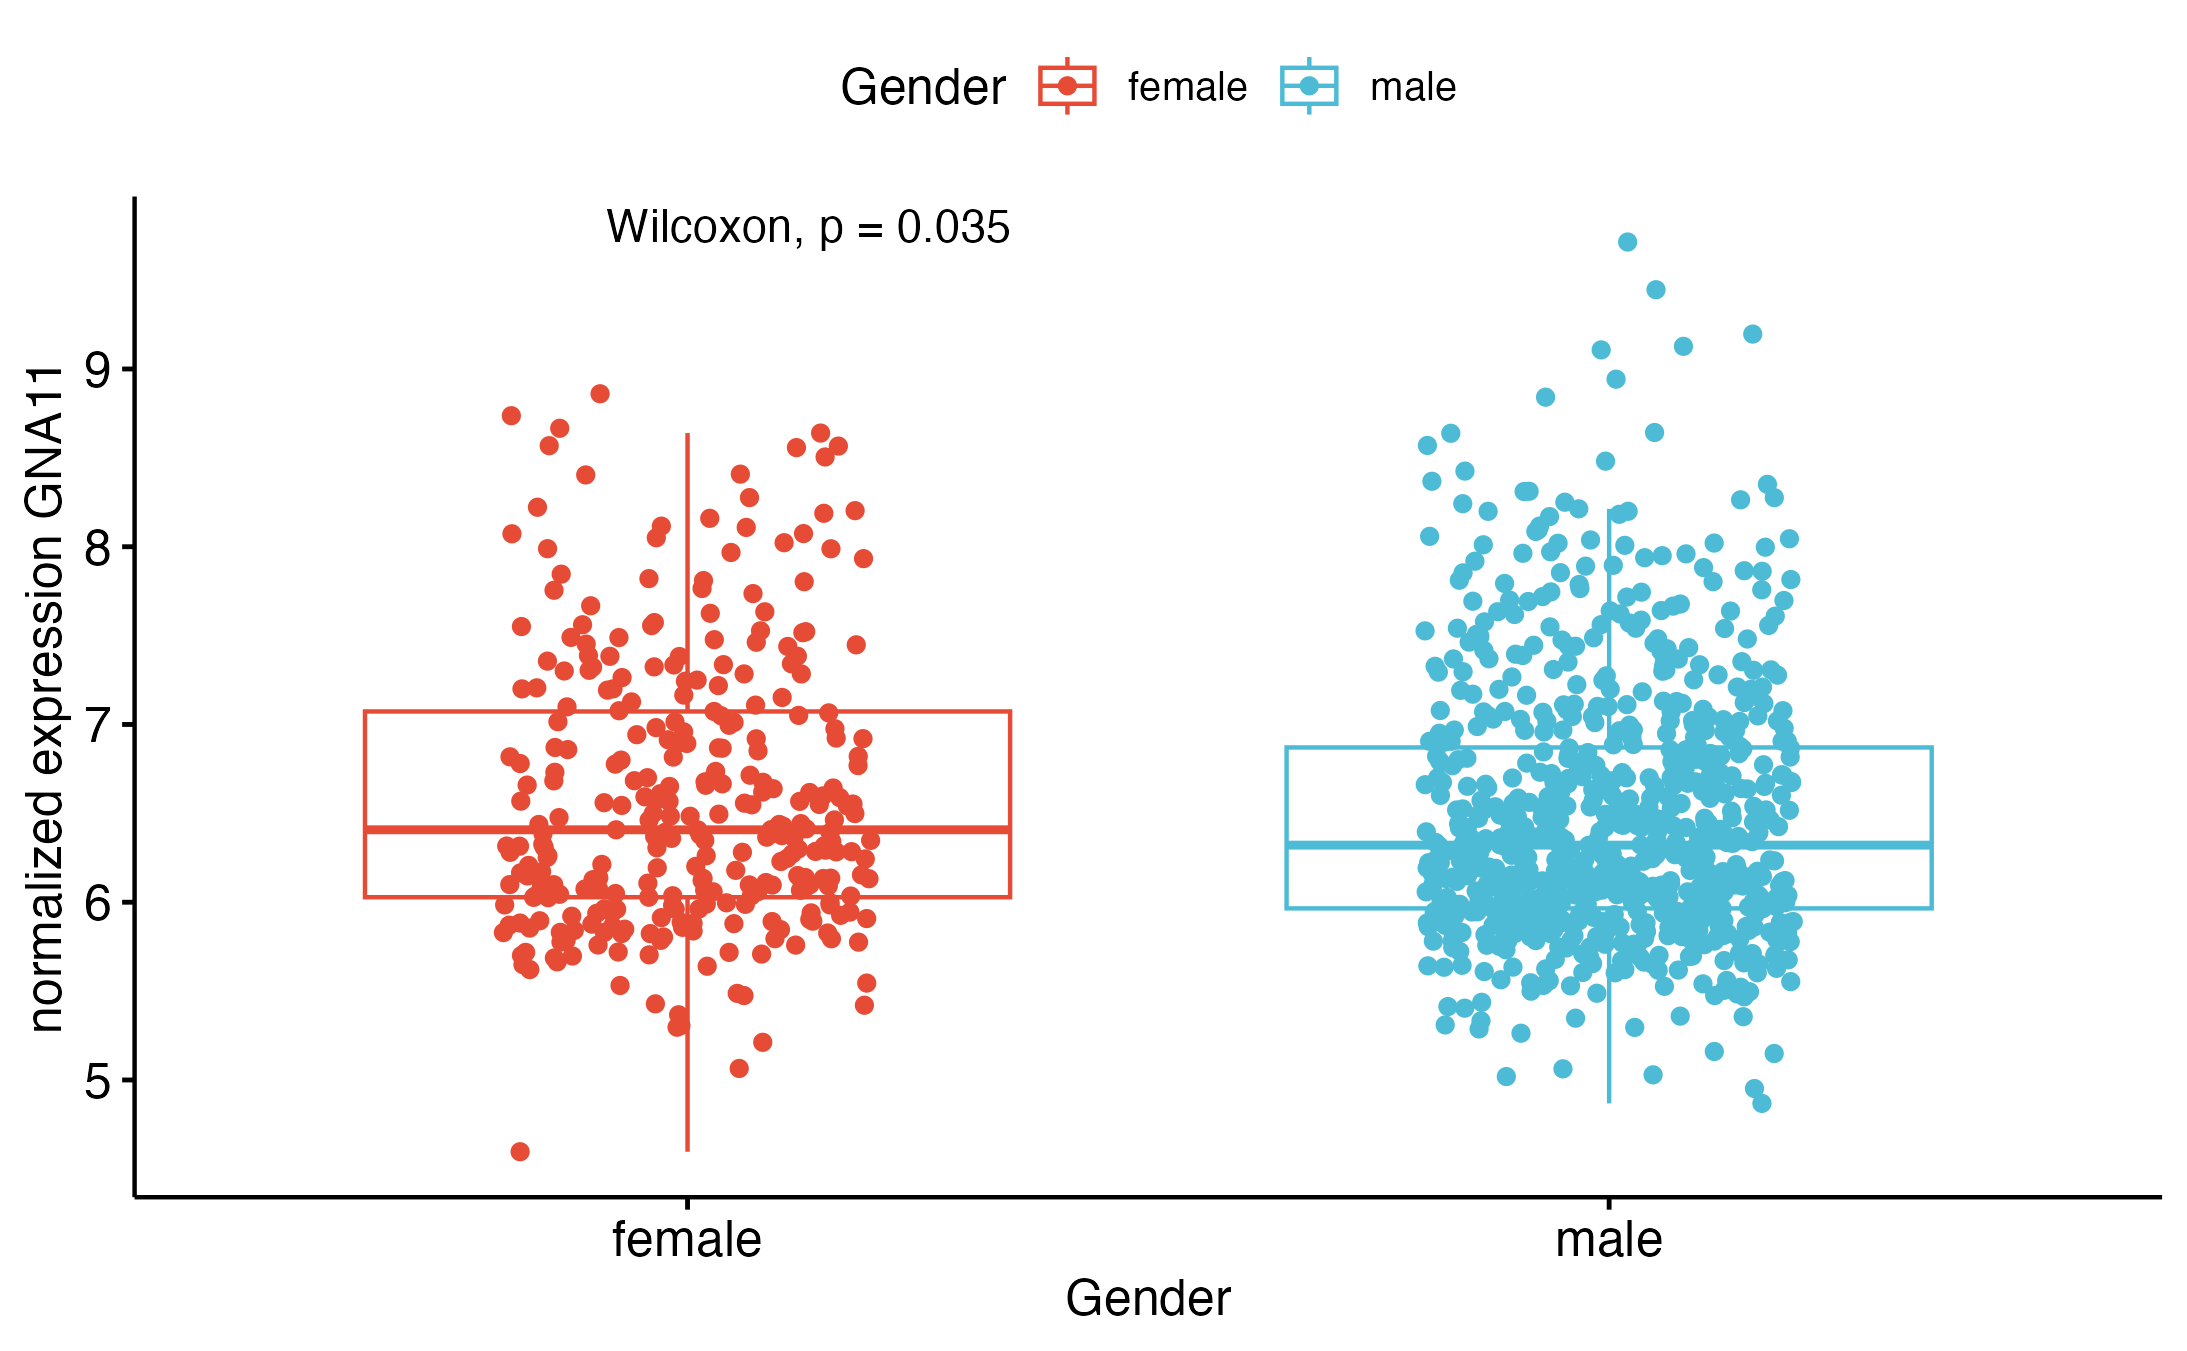 Gender female male
Wilcoxon, p = 0.035
normalized expression GNA11
9
8
7
6
5
female male
Gender